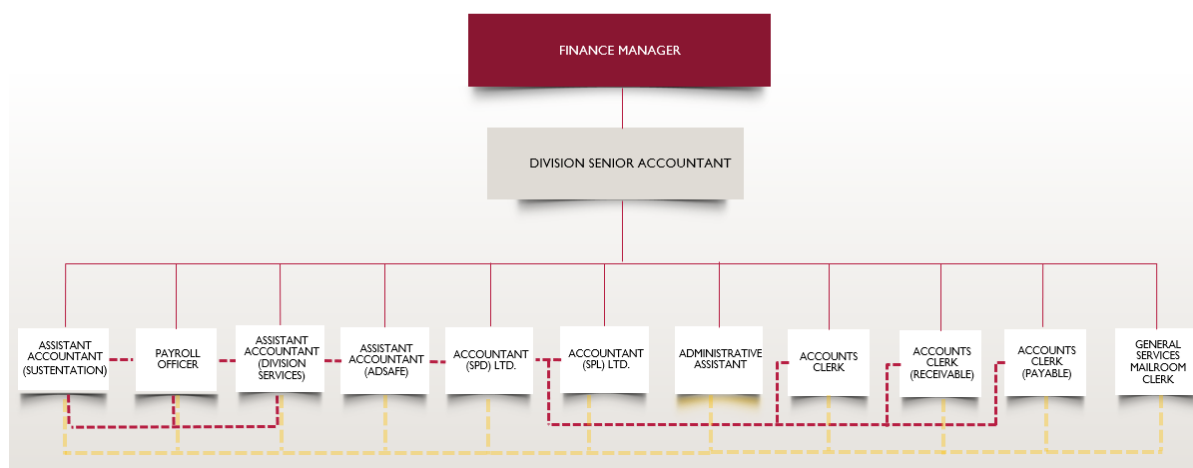 FINANCE MANAGER
DIVISION SENIOR ACCOUNTANT
ASSISTANT
ACCOUNTANT
(SUSTENTATION)
PAYROLL
OFFICER
ASSISTANT
ACCOUNTANT
(DIVISION
SERVICES)
ASSISTANT
ACCOUNTANT
(ADSAFE)
ACCOUNTANT
(SPD) LTD.
ACCOUNTANT
(SPL) LTD.
ADMINISTRATIVE
ASSISTANT
ACCOUNTS
CLERK
ACCOUNTS
CLERK
(RECEIVABLE)
ACCOUNTS
CLERK
(PAYABLE)
GENERAL
SERVICES
MAILROOM
CLERK